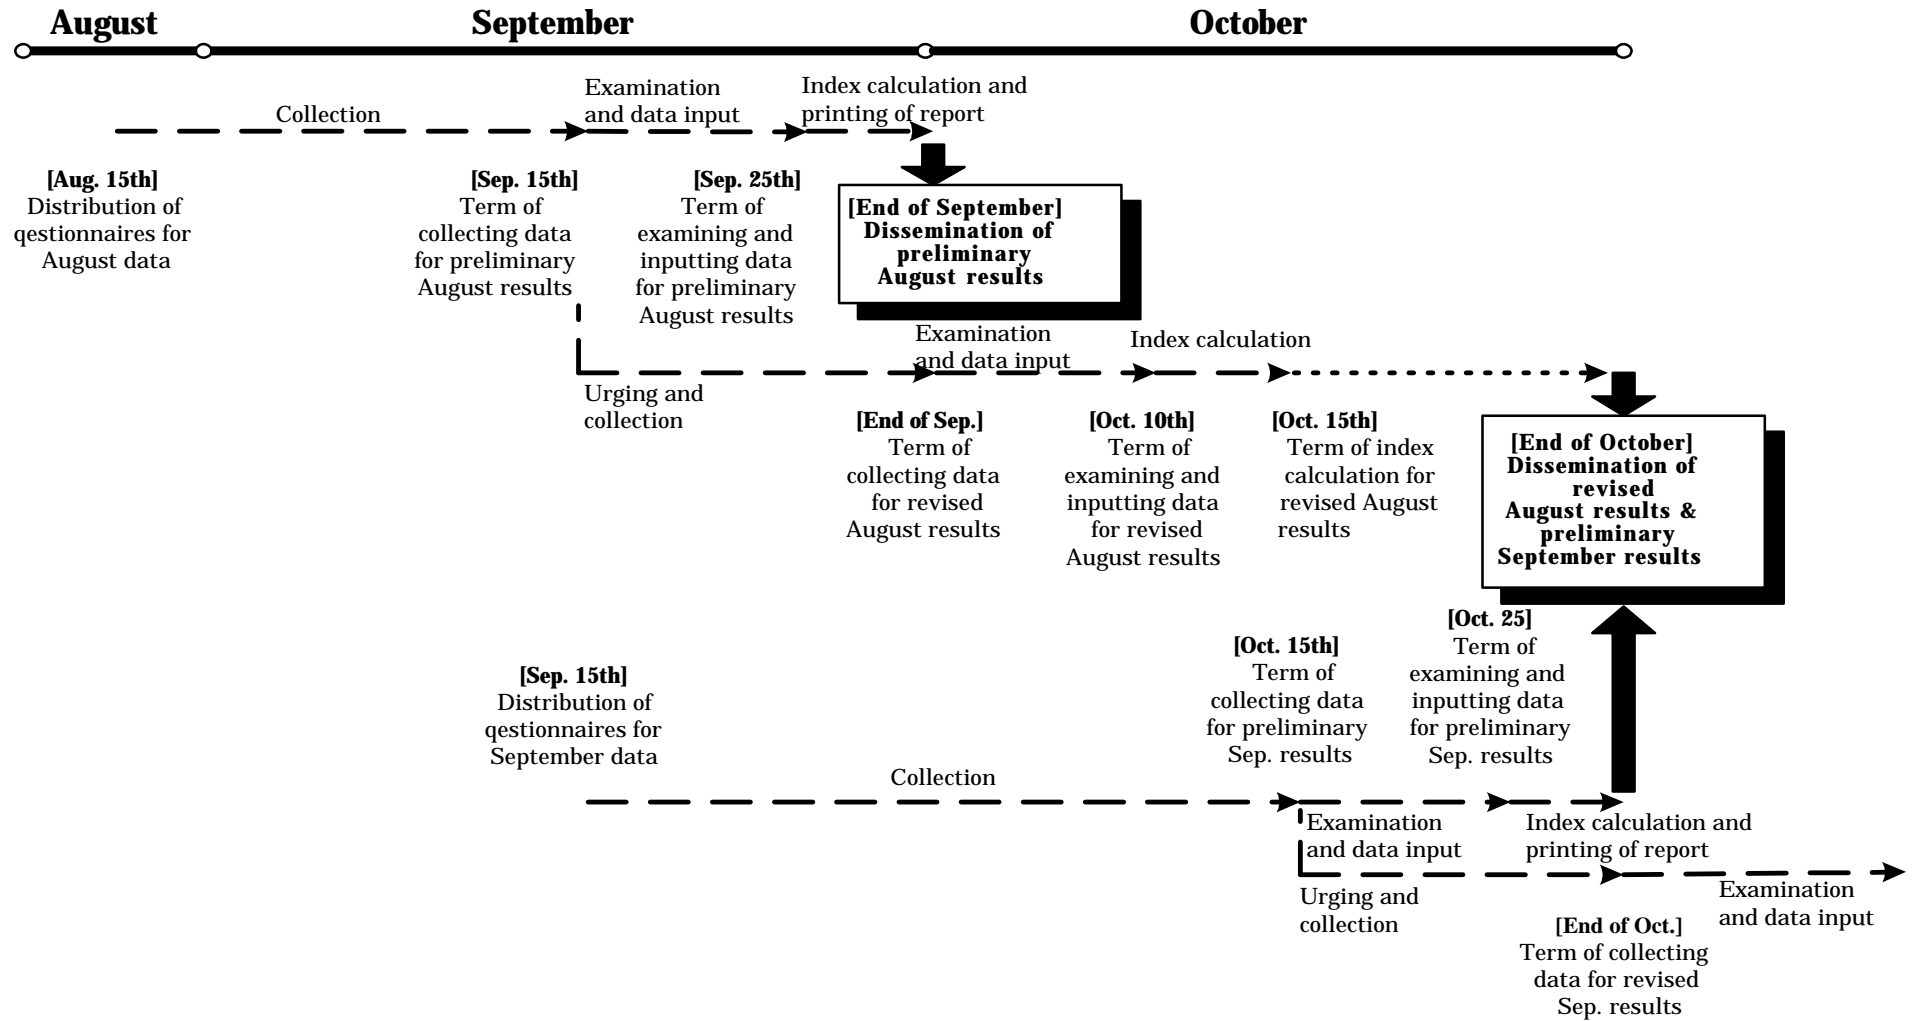 August
September
October
Collection
Examination
and data input
Index calculation and
printing of report
[Aug. 15th]
Distribution of
qestionnaires for
August data
[Sep. 15th]
Term of
collecting data
for preliminary
August results
[Sep. 25th]
Term of
examining and
inputting data
for preliminary
August results
[End of September]
Dissemination of
preliminary
August results
Urging and
collection
Examination
and data input
Index calculation
[End of Sep.]
Term of
collecting data
for revised
August results
[Oct. 10th]
Term of
examining and
inputting data
for revised
August results
[Oct. 15th]
Term of index
calculation for
revised August
results
[End of October]
Dissemination of
revised
August results &
preliminary
September results
[Sep. 15th]
Distribution of
qestionnaires for
September data
Collection
[Oct. 15th]
Term of
collecting data
for preliminary
Sep. results
[Oct. 25]
Term of
examining and
inputting data
for preliminary
Sep. results
Examination
and data input
Index calculation and
printing of report
Urging and
collection
Examination
and data input
[End of Oct.]
Term of collecting
data for revised
Sep. results